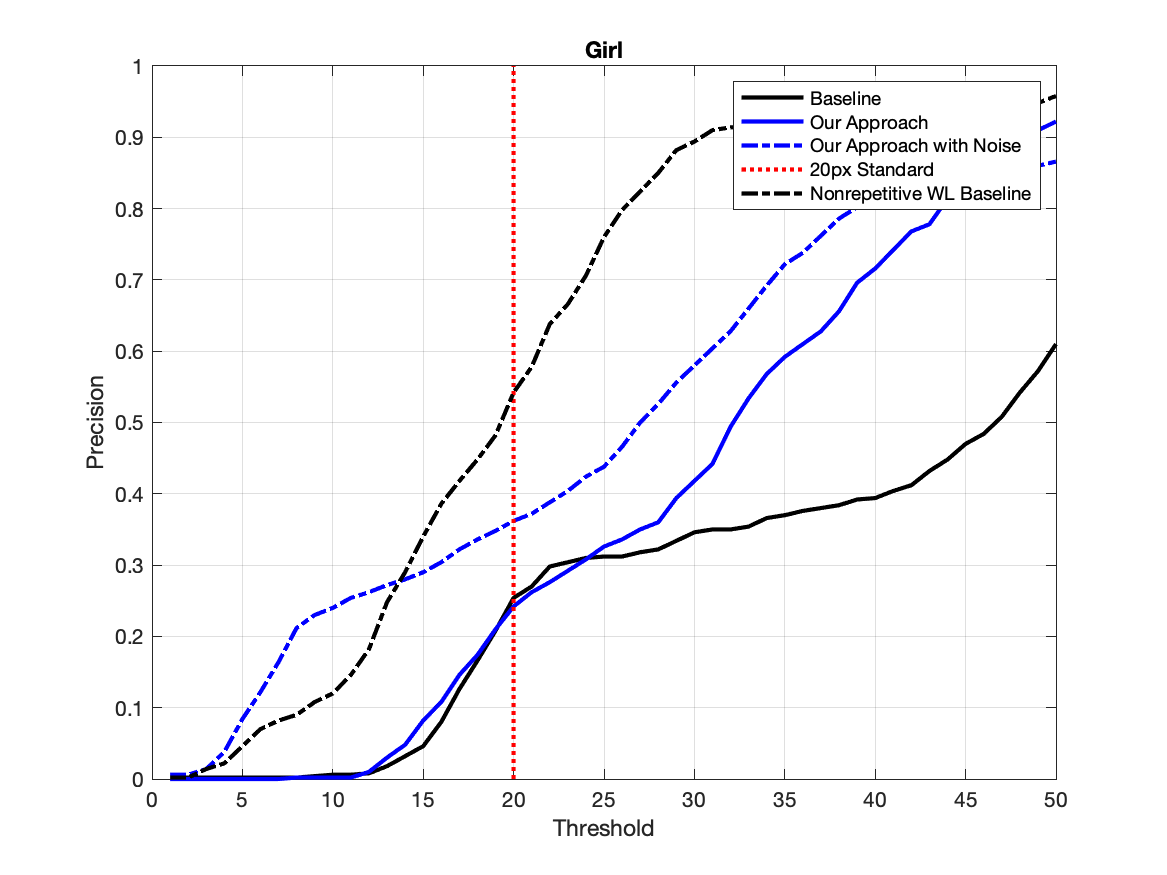 Girl
Precision
1
0.9
0.8
0.7
0.6
0.5
0.4
0.3
0.2
0.1
0
Baseline
Our Approach
Our Approach with Noise
20px Standard
Nonrepetitive WL Baseline
0 5 10 15 20 25 30 35 40 45 50
Threshold